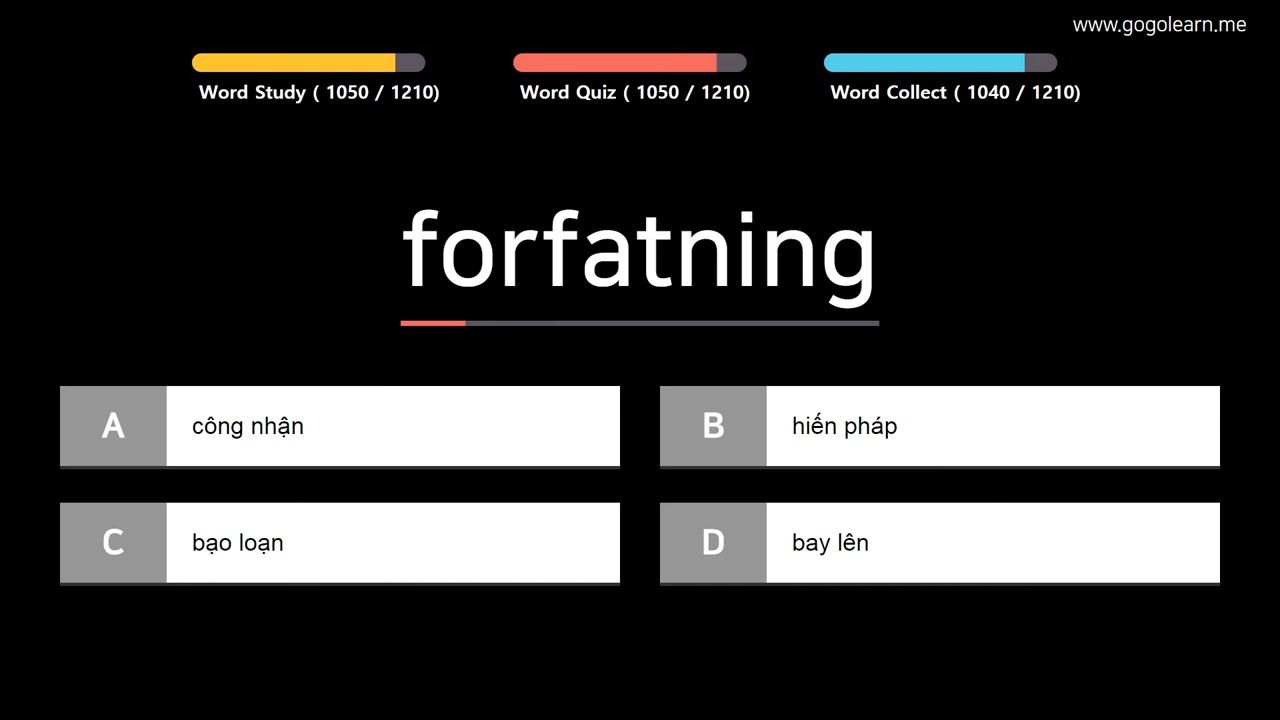 www.gogolearn.me
Word Study ( 1050 / 1210)
Word Quiz ( 1050 / 1210)
Word Collect ( 1040 / 1210)
forfatning
A công nhận
B hiến pháp
C bạo loạn
D bay lên